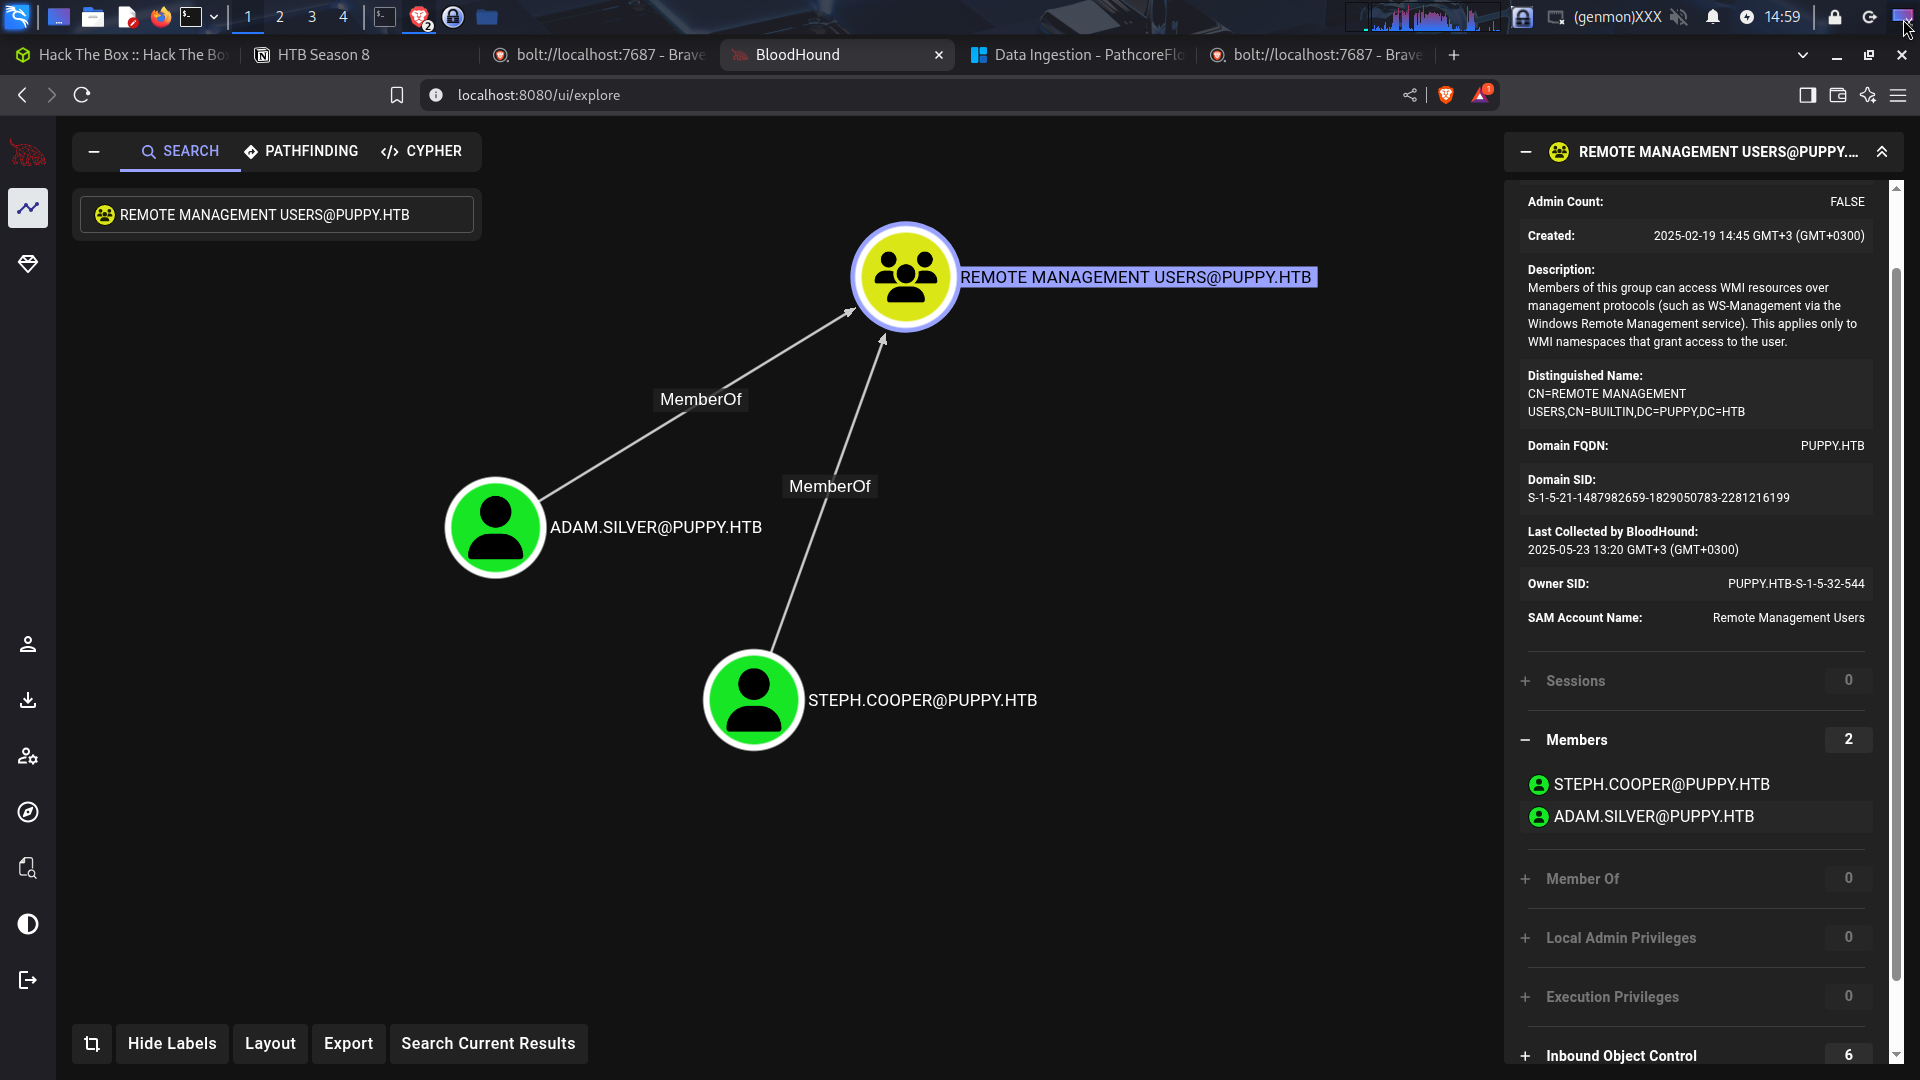 1
2
3
4
2
(genmon)XXX
14:59
Hack The Box :: Hack The Bo
HTB Season 8
bolt://localhost:7687 - Brave
BloodHound
Data Ingestion - PathcoreFlo
bolt://localhost:7687 - Brave
localhost:8080/ui/explore
1
SEARCH
PATHFINDING
</> CYPHER
REMOTE MANAGEMENT USERS@PUPPY.HTB
REMOTE MANAGEMENT USERS@PUPPY.HTB
MemberOf
MemberOf
ADAM.SILVER@PUPPY.HTB
STEPH.COOPER@PUPPY.HTB
Hide Labels
Layout
Export
Search Current Results
REMOTE MANAGEMENT USERS@PUPPY....
Admin Count: FALSE
Created: 2025-02-19 14:45 GMT+3 (GMT+0300)
Description:
Members of this group can access WMI resources over
management protocols (such as WS-Management via the
Windows Remote Management service). This applies only to
WMI namespaces that grant access to the user.
Distinguished Name:
CN=REMOTE MANAGEMENT
USERS,CN=BUILTIN,DC=PUPPY,DC=HTB
Domain FQDN: PUPPY.HTB
Domain SID:
S-1-5-21-1487982659-1829050783-2281216199
Last Collected by BloodHound:
2025-05-23 13:20 GMT+3 (GMT+0300)
Owner SID: PUPPY.HTB-S-1-5-32-544
SAM Account Name: Remote Management Users
Sessions 0
Members 2
STEPH.COOPER@PUPPY.HTB
ADAM.SILVER@PUPPY.HTB
Member Of 0
Local Admin Privileges 0
Execution Privileges 0
Inbound Object Control 6